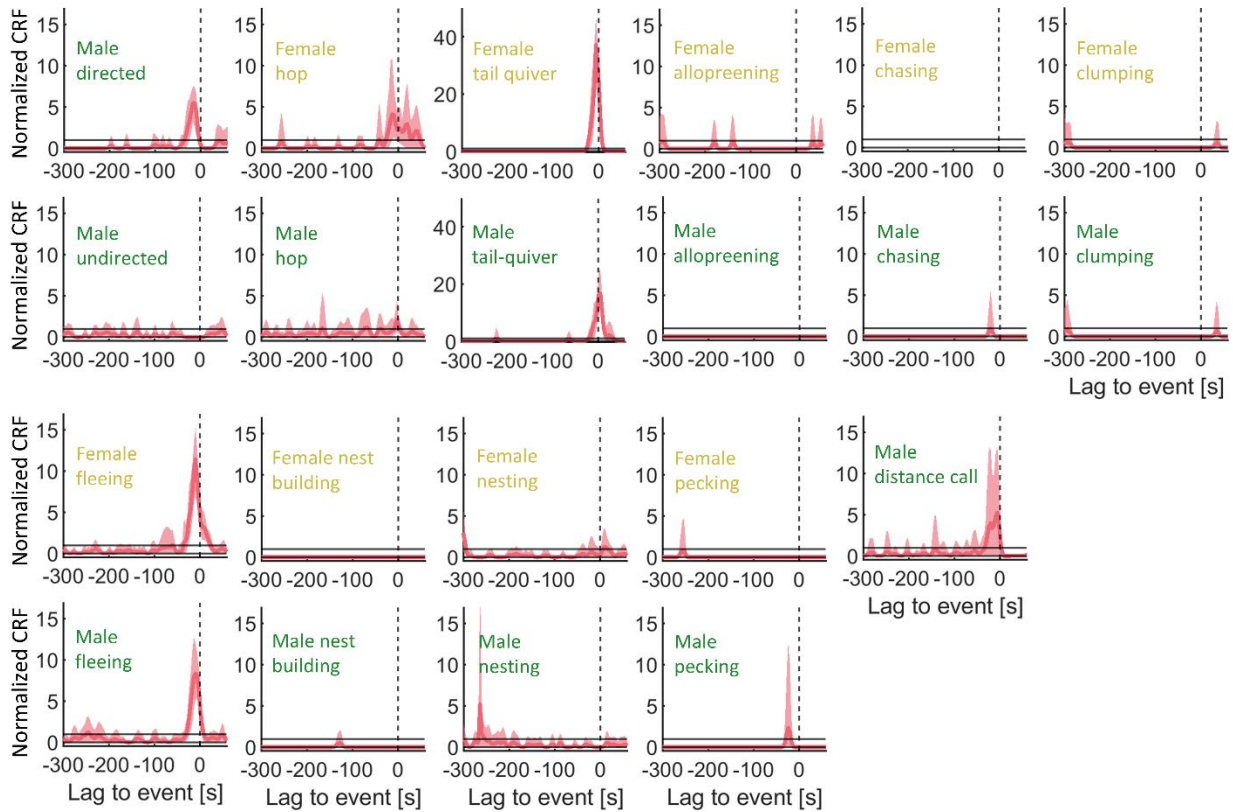 Normalized CRF
15
10
5
0
Male
directed
-300 -200 -100 0
15
10
5
0
Female
hop
-300 -200 -100 0
40
20
0
Female
tail quiver
-300 -200 -100 0
15
10
5
0
Female
allopreening
-300 -200 -100 0
15
10
5
0
Female
chasing
-300 -200 -100 0
15
10
5
0
Female
clumping
-300 -200 -100 0
Normalized CRF
15
10
5
0
Male
undirected
-300 -200 -100 0
15
10
5
0
Male
hop
-300 -200 -100 0
40
20
0
Male
tail-quiver
-300 -200 -100 0
15
10
5
0
Male
allopreening
-300 -200 -100 0
15
10
5
0
Male
chasing
-300 -200 -100 0
15
10
5
0
Male
clumping
-300 -200 -100 0
Lag to event [s]
Normalized CRF
15
10
5
0
Female
fleeing
-300 -200 -100 0
15
10
5
0
Female nest
building
-300 -200 -100 0
15
10
5
0
Female
nesting
-300 -200 -100 0
15
10
5
0
Female
pecking
-300 -200 -100 0
15
10
5
0
Male
distance call
-300 -200 -100 0
Lag to event [s]
Normalized CRF
15
10
5
0
Male
fleeing
-300 -200 -100 0
Lag to event [s]
15
10
5
0
Male nest
building
-300 -200 -100 0
Lag to event [s]
15
10
5
0
Male
nesting
-300 -200 -100 0
Lag to event [s]
15
10
5
0
Male
pecking
-300 -200 -100 0
Lag to event [s]